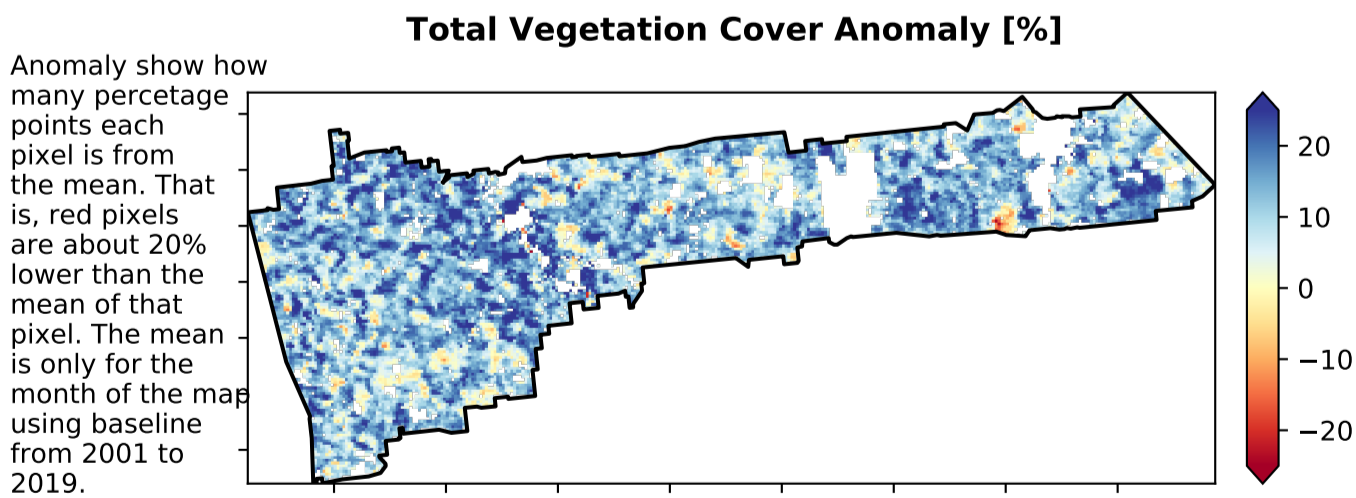 Total Vegetation Cover Anomaly [%]
Anomaly show how
many percetage
points each
pixel is from
the mean. That
is, red pixels
are about 20%
lower than the
mean of that
pixel. The mean
is only for the
month of the map
using baseline
from 2001 to
2019.
20
10
0
−10
−20